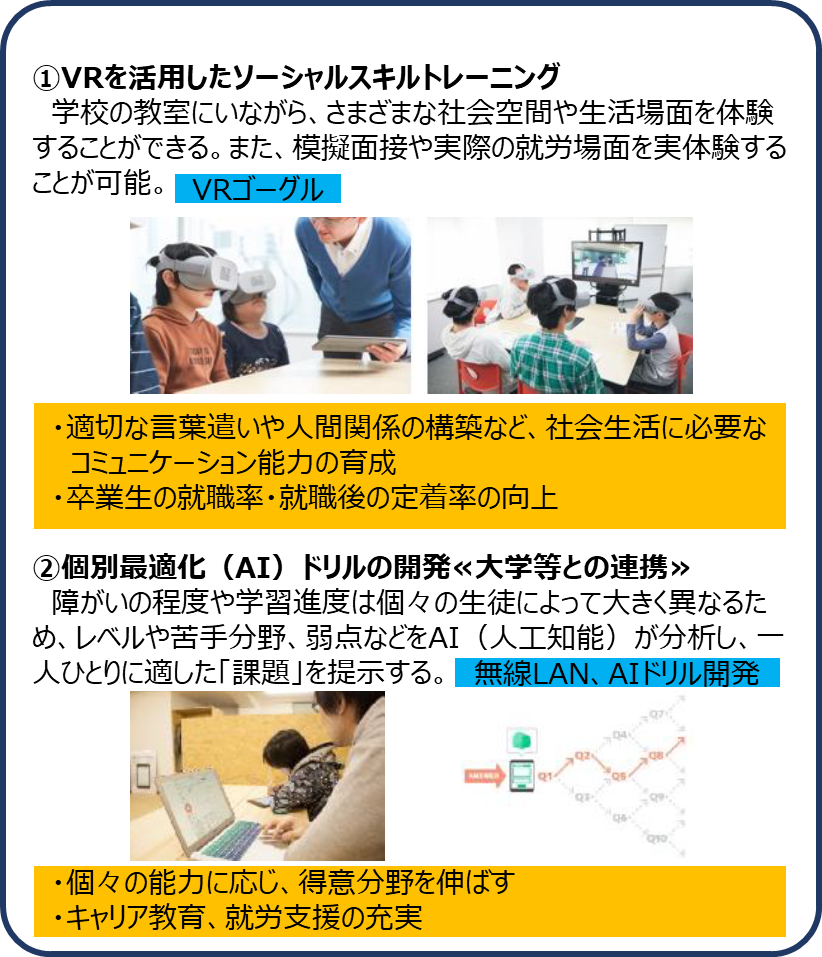 ①VRを活用したソーシャルスキルトレーニング
学校の教室にいながら、さまざまな社会空間や生活場面を体験
することができる。また、模擬面接や実際の就労場面を実体験する
ことが可能。 VRゴーグル
・適切な言葉遣いや人間関係の構築など、社会生活に必要な
コミュニケーション能力の育成
・卒業生の就職率・就職後の定着率の向上
②個別最適化（AI）ドリルの開発≪大学等との連携≫
障がいの程度や学習進度は個々の生徒によって大きく異なるた
め、レベルや苦手分野、弱点などをAI（人工知能）が分析し、一
人ひとりに適した「課題」を提示する。 無線LAN、AIドリル開発
Q7
Q4
Q2 Q8
ANSWER Q1 Q5
Q3 Q9
Q6
Q10
・個々の能力に応じ、得意分野を伸ばす
・キャリア教育、就労支援の充実